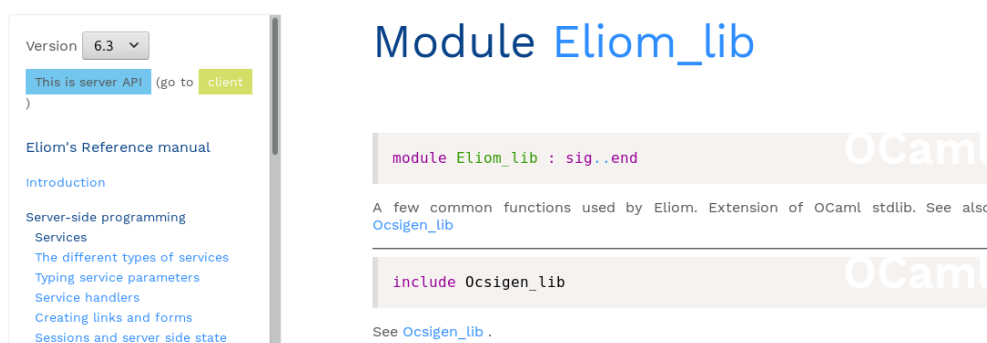 Version 6.3
This is server API (go to client
)
Eliom's Reference manual
Introduction
Server-side programming
Services
The different types of services
Typing service parameters
Service handlers
Creating links and forms
Sessions and server side state
Module Eliom_lib
OCaml
module Eliom_lib : sig..end
A few common functions used by Eliom. Extension of OCaml stdlib. See also
Ocsigen_lib
OCaml
include Ocsigen_lib
See Ocsigen_lib .